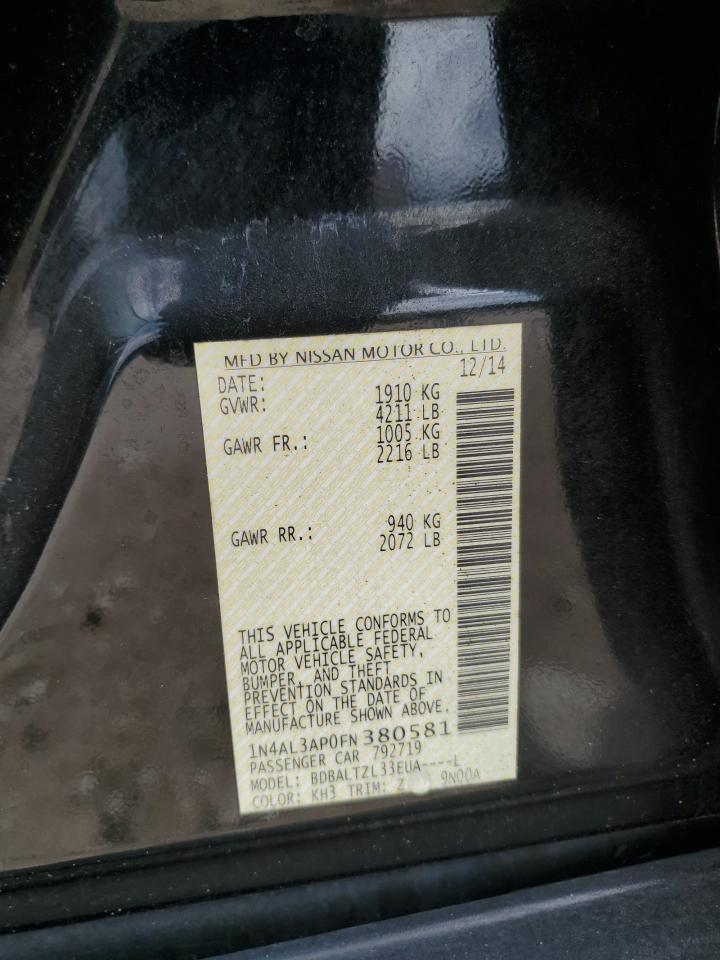 MFD BY NISSAN MOTOR CO., LTD.
DATE: 12/14
GVWR: 1910 KG
4211 LB
GAWR FR.: 1005 KG
2216 LB
GAWR RR.: 940 KG
2072 LB
THIS VEHICLE CONFORMS TO
ALL APPLICABLE FEDERAL
MOTOR VEHICLE SAFETY,
BUMPER, AND THEFT
PREVENTION STANDARDS IN
EFFECT ON THE DATE OF
MANUFACTURE SHOWN ABOVE.
1N4AL3AP0FN380581
PASSENGER CAR 792719
MODEL: BDBALTZL33EUA----L
COLOR: KH3 TRIM: 9N00A